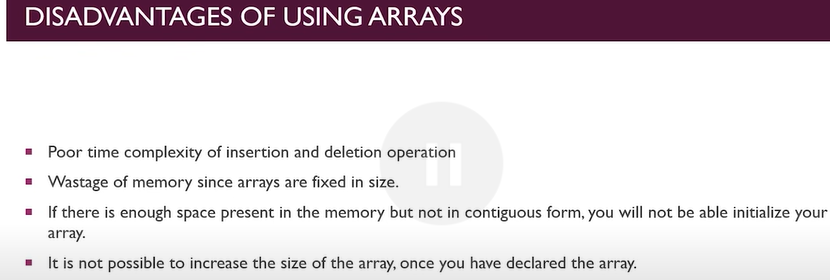 DISADVANTAGES OF USING ARRAYS
Poor time complexity of insertion and deletion operation
Wastage of memory since arrays are fixed in size.
If there is enough space present in the memory but not in contiguous form, you will not be able initialize your
array.
It is not possible to increase the size of the array, once you have declared the array.